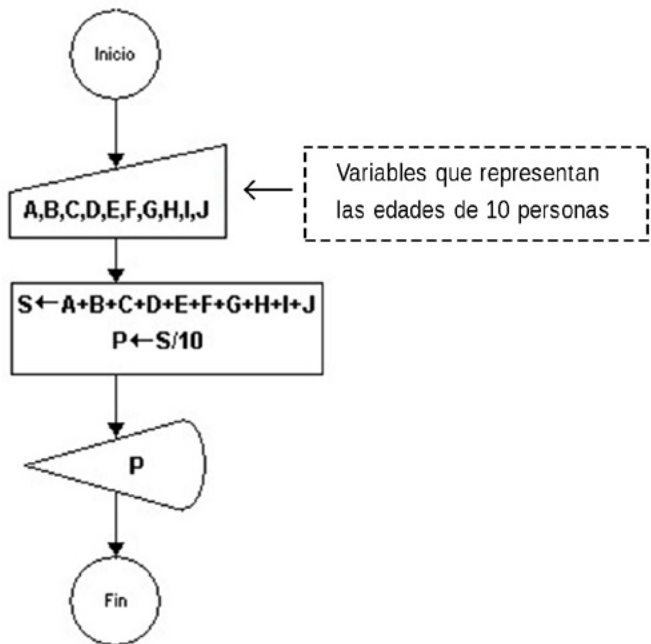 Inicio
A,B,C,D,E,F,G,H,I,J
Variables que representan
las edades de 10 personas
S←A+B+C+D+E+F+G+H+I+J
P←S/10
P
Fin